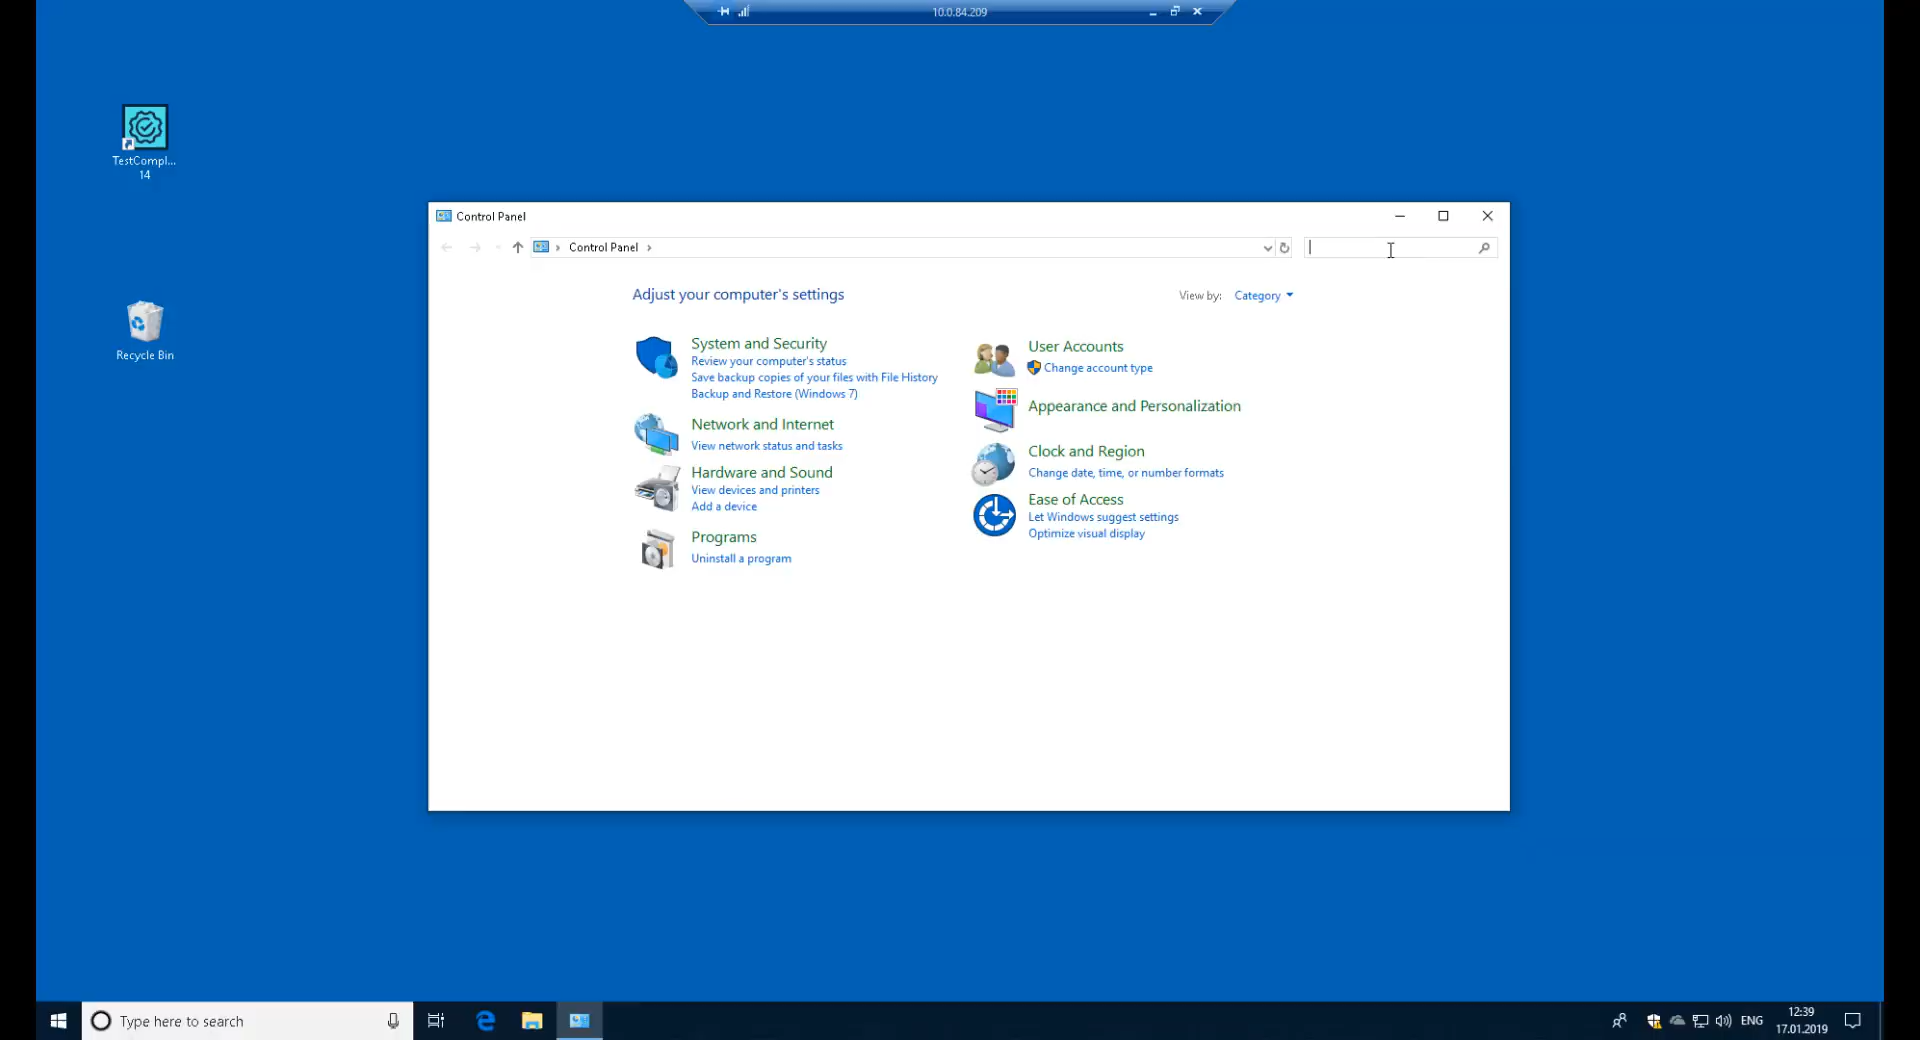 10.0.84.209
TestCompl...
14
Recycle Bin
Control Panel
Control Panel
Adjust your computer's settings
View by: Category
System and Security
Review your computer's status
Save backup copies of your files with File History
Backup and Restore (Windows 7)
Network and Internet
View network status and tasks
Hardware and Sound
View devices and printers
Add a device
Programs
Uninstall a program
User Accounts
Change account type
Appearance and Personalization
Clock and Region
Change date, time, or number formats
Ease of Access
Let Windows suggest settings
Optimize visual display
Type here to search
ENG
12:39
17.01.2019